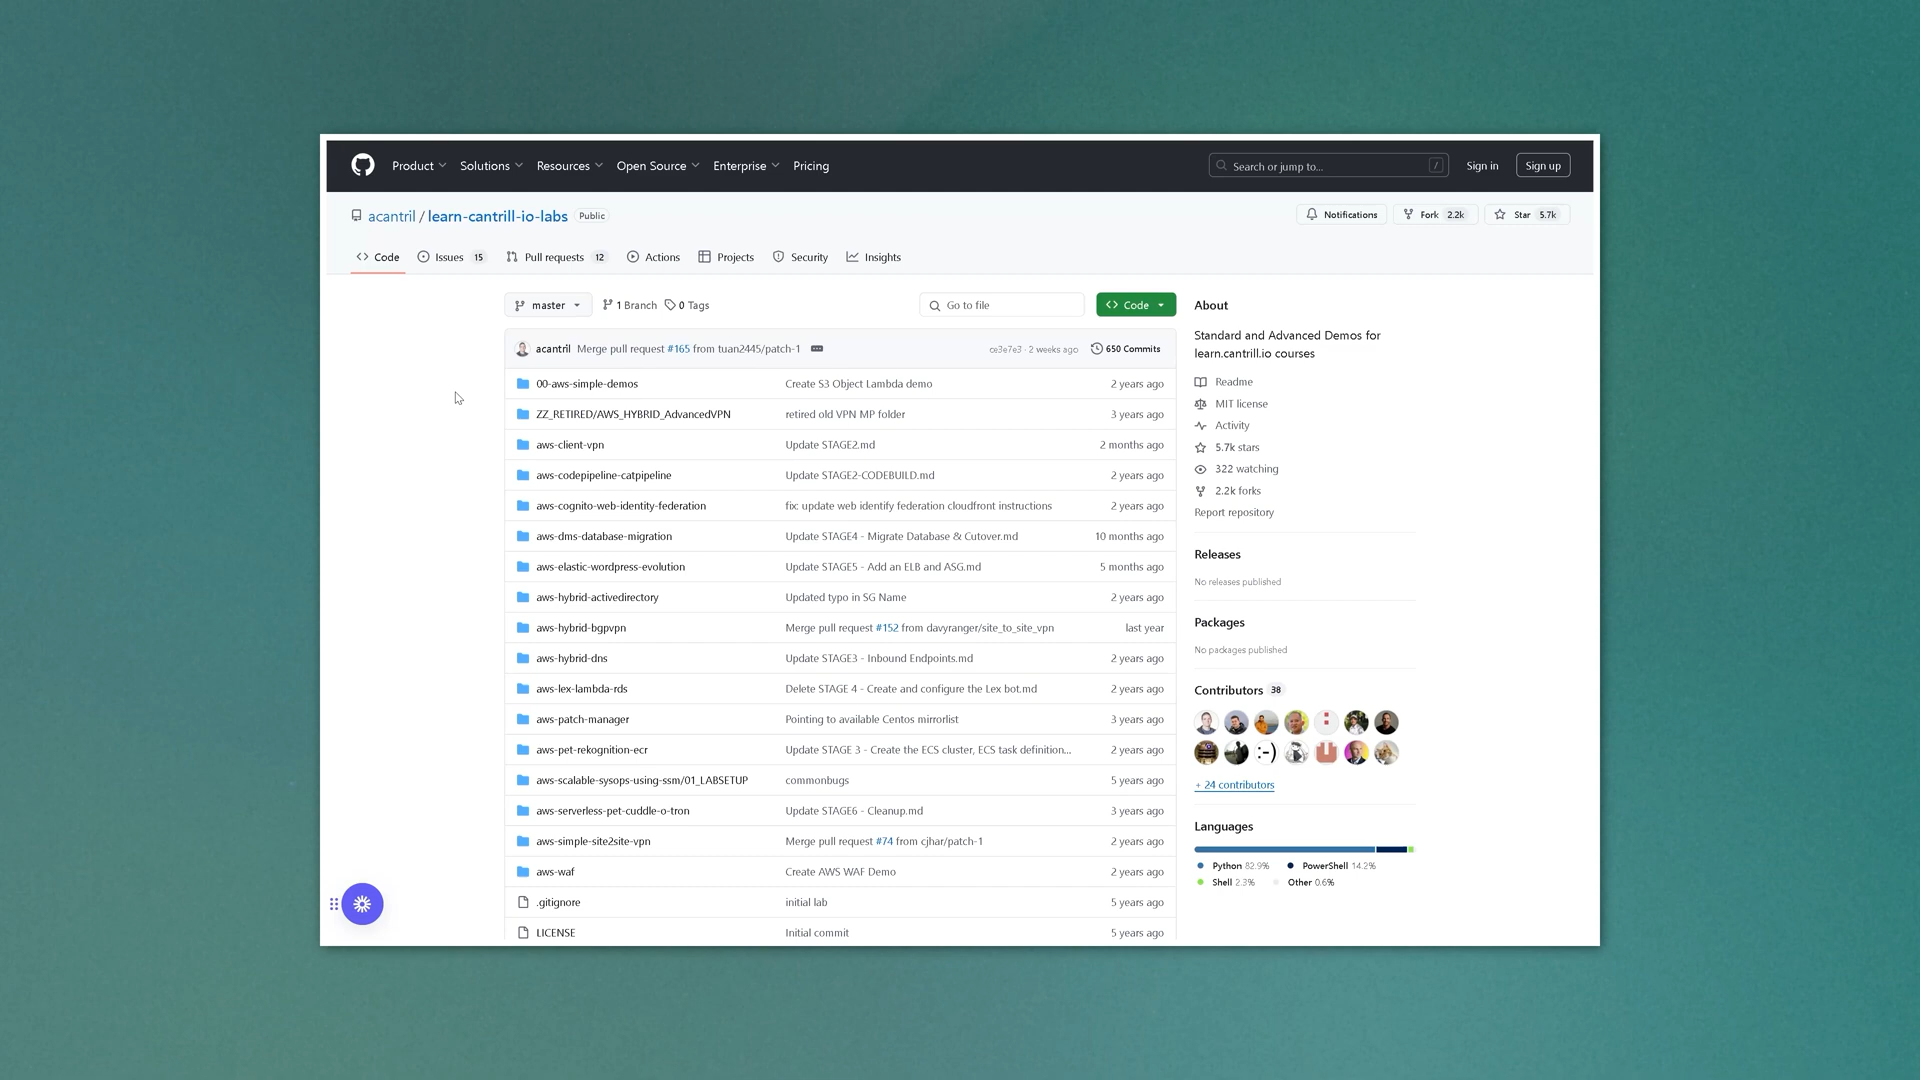 Product Solutions Resources Open Source Enterprise Pricing Search or jump to... / Sign in Sign up
acantril / learn-cantrill-io-labs Public Notifications Fork 2.2k Star 5.7k
Code Issues 15 Pull requests 12 Actions Projects Security Insights
master 1 Branch 0 Tags Go to file Code
acantril Merge pull request #165 from tuan2445/patch-1 ce3e7e3 · 2 weeks ago 650 Commits
00-aws-simple-demos Create S3 Object Lambda demo 2 years ago
ZZ_RETIRED/AWS_HYBRID_AdvancedVPN retired old VPN MP folder 3 years ago
aws-client-vpn Update STAGE2.md 2 months ago
aws-codepipeline-catpipeline Update STAGE2-CODEBUILD.md 2 years ago
aws-cognito-web-identity-federation fix: update web identify federation cloudfront instructions 2 years ago
aws-dms-database-migration Update STAGE4 - Migrate Database & Cutover.md 10 months ago
aws-elastic-wordpress-evolution Update STAGE5 - Add an ELB and ASG.md 5 months ago
aws-hybrid-activedirectory Updated typo in SG Name 2 years ago
aws-hybrid-bgpvpn Merge pull request #152 from davyranger/site_to_site_vpn last year
aws-hybrid-dns Update STAGE3 - Inbound Endpoints.md 2 years ago
aws-lex-lambda-rds Delete STAGE 4 - Create and configure the Lex bot.md 2 years ago
aws-patch-manager Pointing to available Centos mirrorlist 3 years ago
aws-pet-rekognition-ecr Update STAGE 3 - Create the ECS cluster, ECS task definition... 2 years ago
aws-scalable-sysops-using-ssm/01_LABSETUP commonbugs 5 years ago
aws-serverless-pet-cuddle-o-tron Update STAGE6 - Cleanup.md 3 years ago
aws-simple-site2site-vpn Merge pull request #74 from cjhar/patch-1 2 years ago
aws-waf Create AWS WAF Demo 2 years ago
.gitignore initial lab 5 years ago
LICENSE Initial commit 5 years ago
About
Standard and Advanced Demos for
learn.cantrill.io courses
Readme
MIT license
Activity
5.7k stars
322 watching
2.2k forks
Report repository
Releases
No releases published
Packages
No packages published
Contributors 38
:-)
+ 24 contributors
Languages
Python 82.9% PowerShell 14.2%
Shell 2.3% Other 0.6%